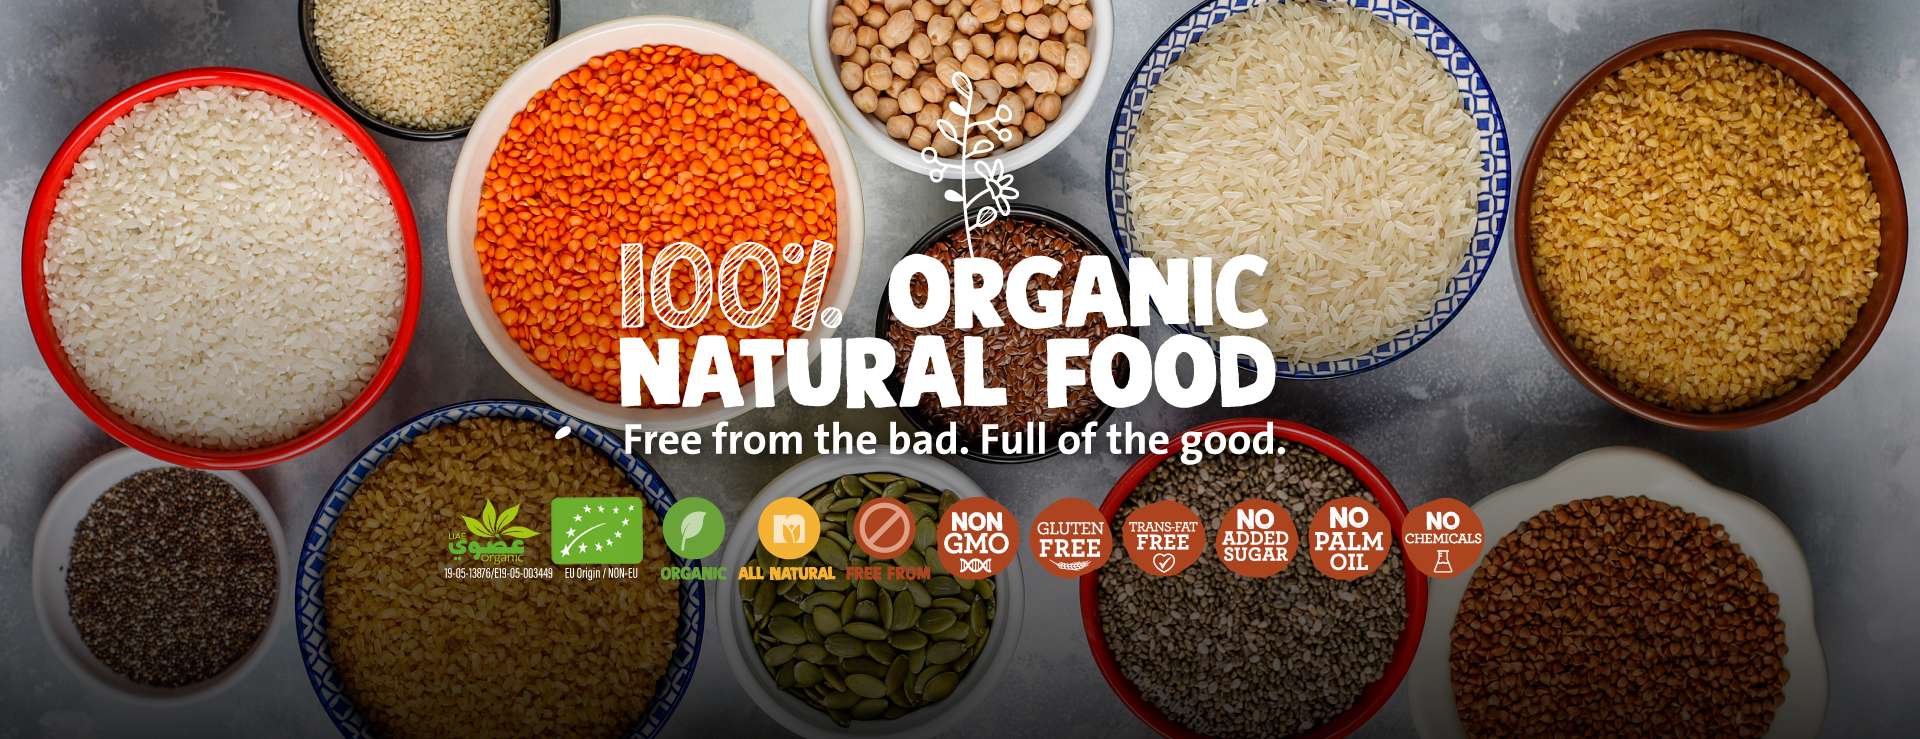 100% ORGANIC
NATURAL FOOD
Free from the bad. Full of the good.
UAE
عضوي
organic
19-05-13876/E19-05-003449
EU Origin / NON-EU
ORGANIC
n
ALL NATURAL
FREE FROM
NON
GMO
GLUTEN
FREE
TRANS-FAT
FREE
NO
ADDED
SUGAR
NO
PALM
OIL
NO
CHEMICALS